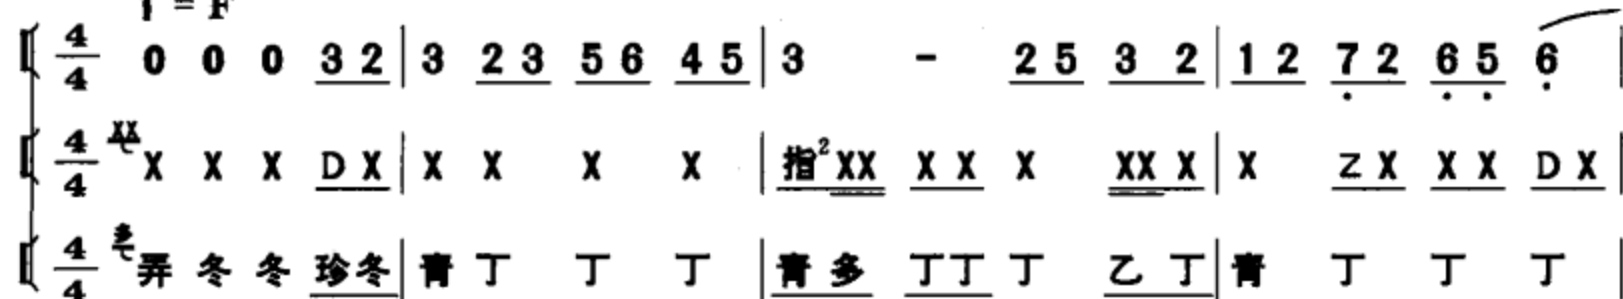 1 = F
4/4 0 0 0 3 2 | 3 2 3 5 6 4 5 | 3 - 2 5 3 2 | 1 2 7 2 6 5 6
4/4 XX X X X D X | X X X X | 指2 XX X X X XX X | X Z X X X D X
4/4 多 弄 冬 冬 珍 冬 | 青 丁 丁 丁 | 青 多 丁 丁 丁 乙 丁 | 青 丁 丁 丁